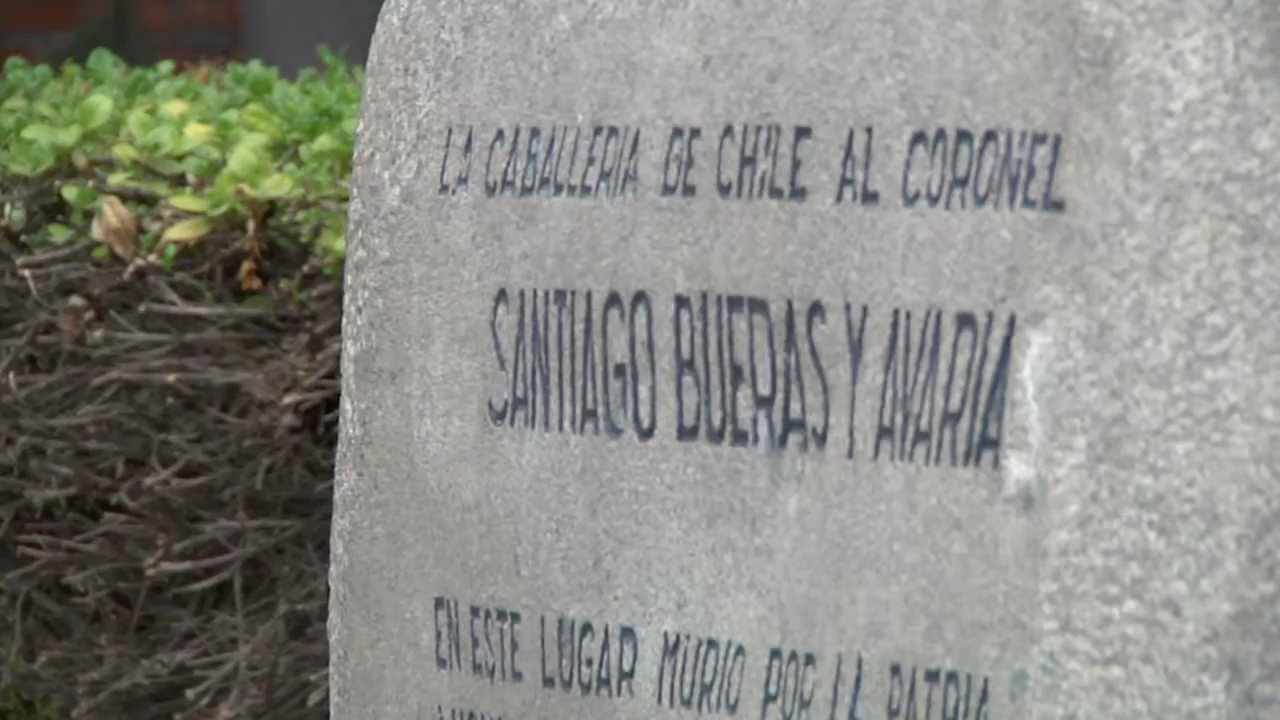 LA CABALLERIA DE CHILE AL CORONEL
SANTIAGO BUERAS Y AVARIA
EN ESTE LUGAR MURIO POR LA PATRIA